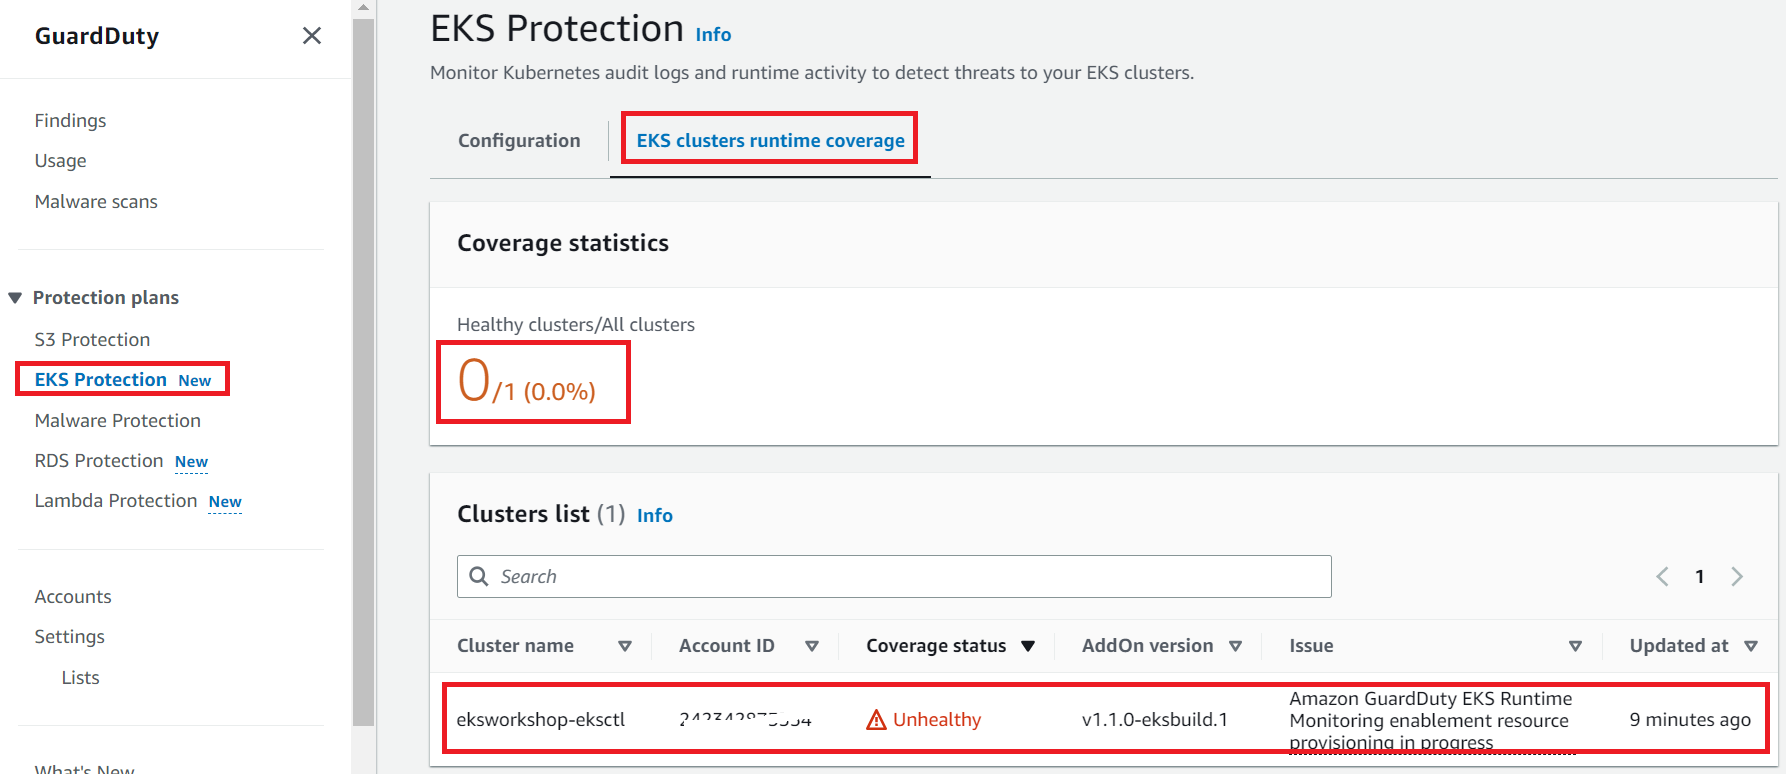 GuardDuty
Findings
Usage
Malware scans
Protection plans
S3 Protection
EKS Protection New
Malware Protection
RDS Protection New
Lambda Protection New
Accounts
Settings
Lists
What's New
EKS Protection Info
Monitor Kubernetes audit logs and runtime activity to detect threats to your EKS clusters.
Configuration
EKS clusters runtime coverage
Coverage statistics
Healthy clusters/All clusters
0/1 (0.0%)
Clusters list (1) Info
Search
1
Cluster name Account ID Coverage status AddOn version Issue Updated at
eksworkshop-eksctl Unhealthy v1.1.0-eksbuild.1 Amazon GuardDuty EKS Runtime
Monitoring enablement resource
provisioning in progress
9 minutes ago